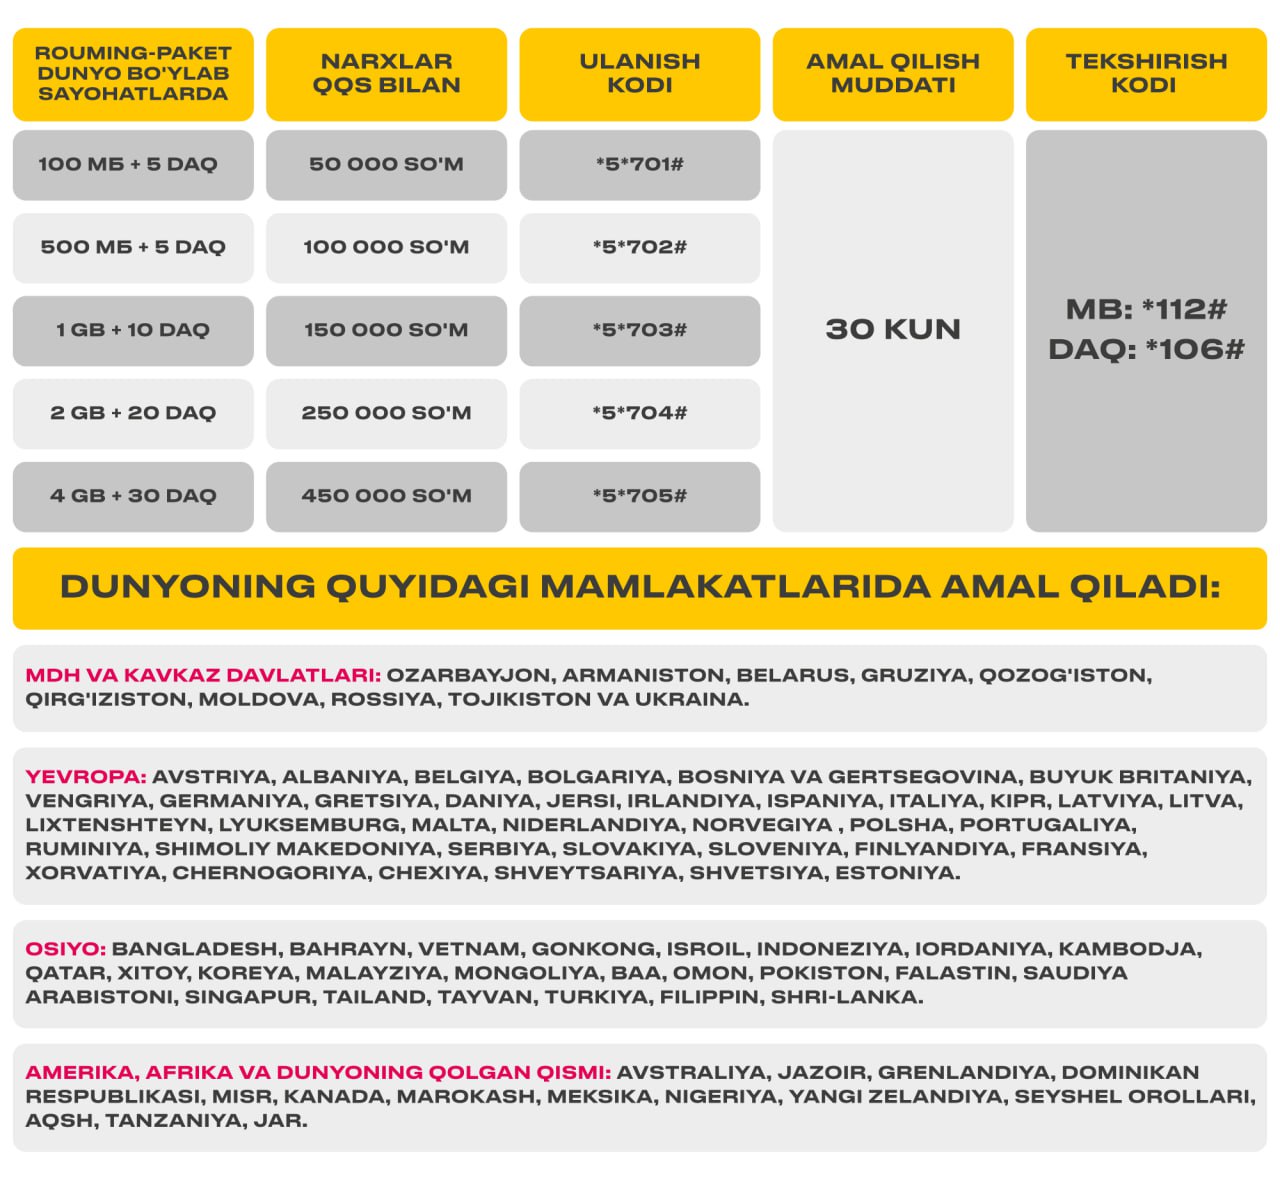 ROUMING-PAKET
DUNYO BO'YLAB
SAYOHATLARDA
NARXLAR
QQS BILAN
ULANISH
KODI
AMAL QILISH
MUDDATI
TEKSHIRISH
KODI
100 МБ + 5 DAQ
50 000 SO'M
*5*701#
500 МБ + 5 DAQ
100 000 SO'M
*5*702#
1 GB + 10 DAQ
150 000 SO'M
*5*703#
2 GB + 20 DAQ
250 000 SO'M
*5*704#
4 GB + 30 DAQ
450 000 SO'M
*5*705#
30 KUN
MB: *112#
DAQ: *106#
DUNYONING QUYIDAGI MAMLAKATLARIDA AMAL QILADI:
MDH VA KAVKAZ DAVLATLARI: OZARBAYJON, ARMANISTON, BELARUS, GRUZIYA, QOZOG'ISTON,
QIRG'IZISTON, MOLDOVA, ROSSIYA, TOJIKISTON VA UKRAINA.
YEVROPA: AVSTRIYA, ALBANIYA, BELGIYA, BOLGARIYA, BOSNIYA VA GERTSEGOVINA, BUYUK BRITANIYA,
VENGRIYA, GERMANIYA, GRETSIYA, DANIYA, JERSI, IRLANDIYA, ISPANIYA, ITALIYA, KIPR, LATVIYA, LITVA,
LIXTENSHTEYN, LYUKSEMBURG, MALTA, NIDERLANDIYA, NORVEGIYA , POLSHA, PORTUGALIYA,
RUMINIYA, SHIMOLIY MAKEDONIYA, SERBIYA, SLOVAKIYA, SLOVENIYA, FINLYANDIYA, FRANSIYA,
XORVATIYA, CHERNOGORIYA, CHEXIYA, SHVEYTSARIYA, SHVETSIYA, ESTONIYA.
OSIYO: BANGLADESH, BAHRAYN, VETNAM, GONKONG, ISROIL, INDONEZIYA, IORDANIYA, KAMBODJA,
QATAR, XITOY, KOREYA, MALAYZIYA, MONGOLIYA, BAA, OMON, POKISTON, FALASTIN, SAUDIYA
ARABISTONI, SINGAPUR, TAILAND, TAYVAN, TURKIYA, FILIPPIN, SHRI-LANKA.
AMERIKA, AFRIKA VA DUNYONING QOLGAN QISMI: AVSTRALIYA, JAZOIR, GRENLANDIYA, DOMINIKAN
RESPUBLIKASI, MISR, KANADA, MAROKASH, MEKSIKA, NIGERIYA, YANGI ZELANDIYA, SEYSHEL OROLLARI,
AQSH, TANZANIYA, JAR.